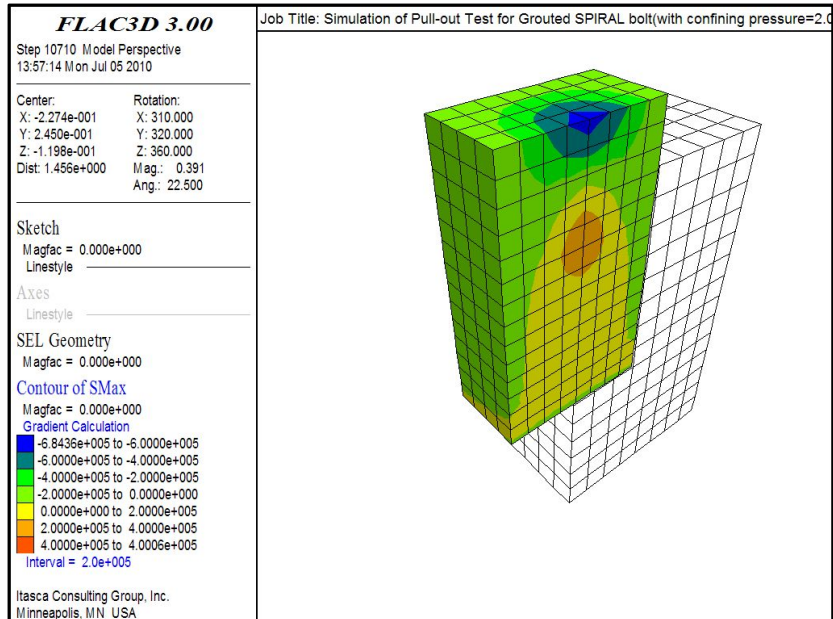 FLAC3D 3.00
Step 10710 Model Perspective
13:57:14 Mon Jul 05 2010
Center:
X: -2.274e-001
Y: 2.450e-001
Z: -1.198e-001
Dist: 1.456e+000
Rotation:
X: 310.000
Y: 320.000
Z: 360.000
Mag.: 0.391
Ang.: 22.500
Sketch
Magfac = 0.000e+000
Linestyle
Axes
Linestyle
SEL Geometry
Magfac = 0.000e+000
Contour of SMax
Magfac = 0.000e+000
Gradient Calculation
-6.8436e+005 to -6.0000e+005
-6.0000e+005 to -4.0000e+005
-4.0000e+005 to -2.0000e+005
-2.0000e+005 to 0.0000e+000
0.0000e+000 to 2.0000e+005
2.0000e+005 to 4.0000e+005
4.0000e+005 to 4.0006e+005
Interval = 2.0e+005
Itasca Consulting Group, Inc.
Minneapolis, MN USA
Job Title: Simulation of Pull-out Test for Grouted SPIRAL bolt(with confining pressure=2.0